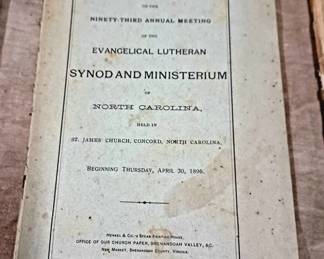 OF THE
NINETY-THIRD ANNUAL MEETING
OF THE
EVANGELICAL LUTHERAN
SYNOD AND MINISTERIUM
OF
NORTH CAROLINA,
HELD IN
ST. JAMES' CHURCH, CONCORD, NORTH CAROLINA,
BEGINNING THURSDAY, APRIL 30, 1896.
HENKEL & CO.'S STEAM PRINTING HOUSE,
OFFICE OF OUR CHURCH PAPER, SHENANDOAH VALLEY, &C.
NEW MARKET, SHENANDOAH COUNTY, VIRGINIA.